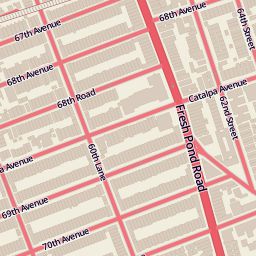 67th Avenue
68th Avenue
64th Street
68th Avenue
68th Road
Catalpa Avenue
62nd Street
Fresh Pond Road
60th Lane
Avenue
69th Avenue
70th Avenue